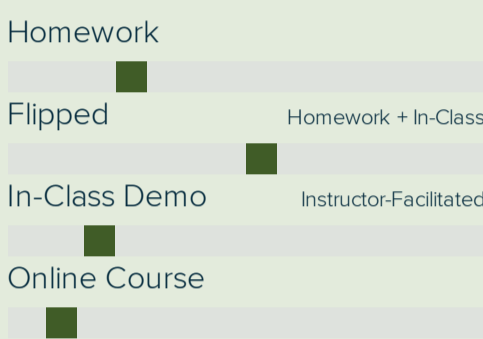 Homework
Flipped Homework + In-Class
In-Class Demo Instructor-Facilitated
Online Course